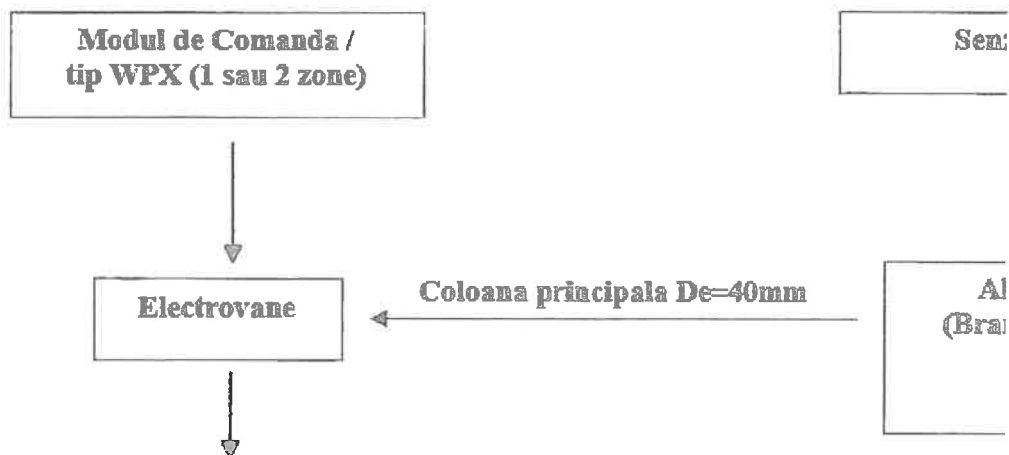 Modul de Comanda /
tip WPX (1 sau 2 zone)
Electrovane
Coloana principala De=40mm